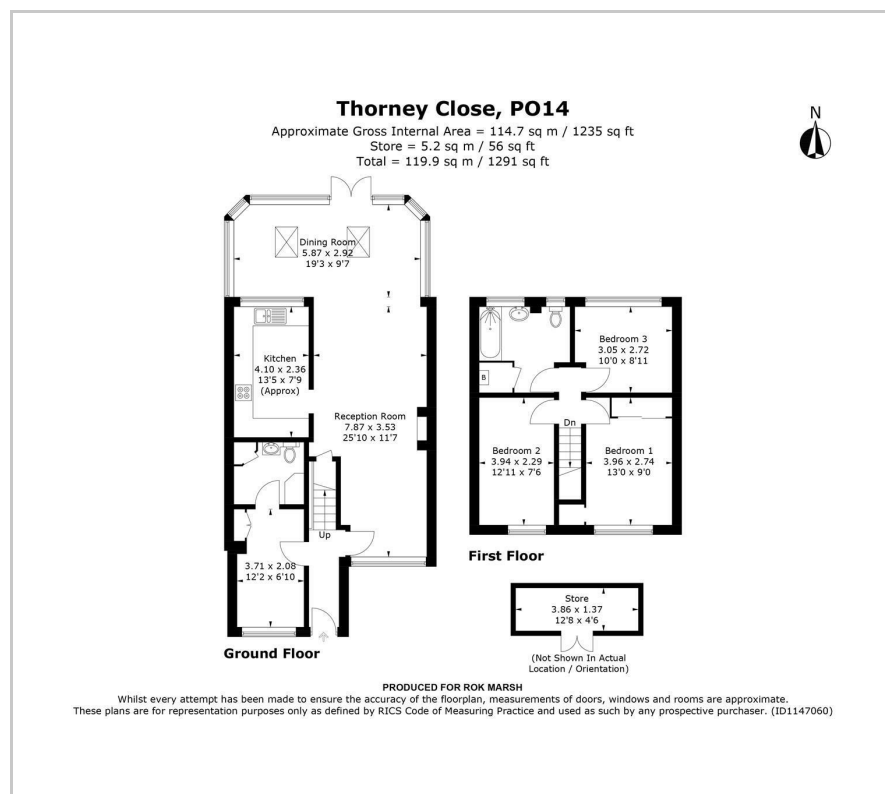 Thorney Close, PO14
Approximate Gross Internal Area = 114.7 sq m / 1235 sq ft
Store = 5.2 sq m / 56 sq ft
Total = 119.9 sq m / 1291 sq ft
N
Dining Room
5.87 x 2.92
19'3 x 9'7
Kitchen
4.10 x 2.36
13'5 x 7'9
(Approx)
Reception Room
7.87 x 3.53
25'10 x 11'7
Up
3.71 x 2.08
12'2 x 6'10
Ground Floor
B
Bedroom 3
3.05 x 2.72
10'0 x 8'11
Dn
Bedroom 2
3.94 x 2.29
12'11 x 7'6
Bedroom 1
3.96 x 2.74
13'0 x 9'0
First Floor
Store
3.86 x 1.37
12'8 x 4'6
(Not Shown In Actual
Location / Orientation)
PRODUCED FOR ROK MARSH
Whilst every attempt has been made to ensure the accuracy of the floorplan, measurements of doors, windows and rooms are approximate.
These plans are for representation purposes only as defined by RICS Code of Measuring Practice and used as such by any prospective purchaser. (ID1147060)